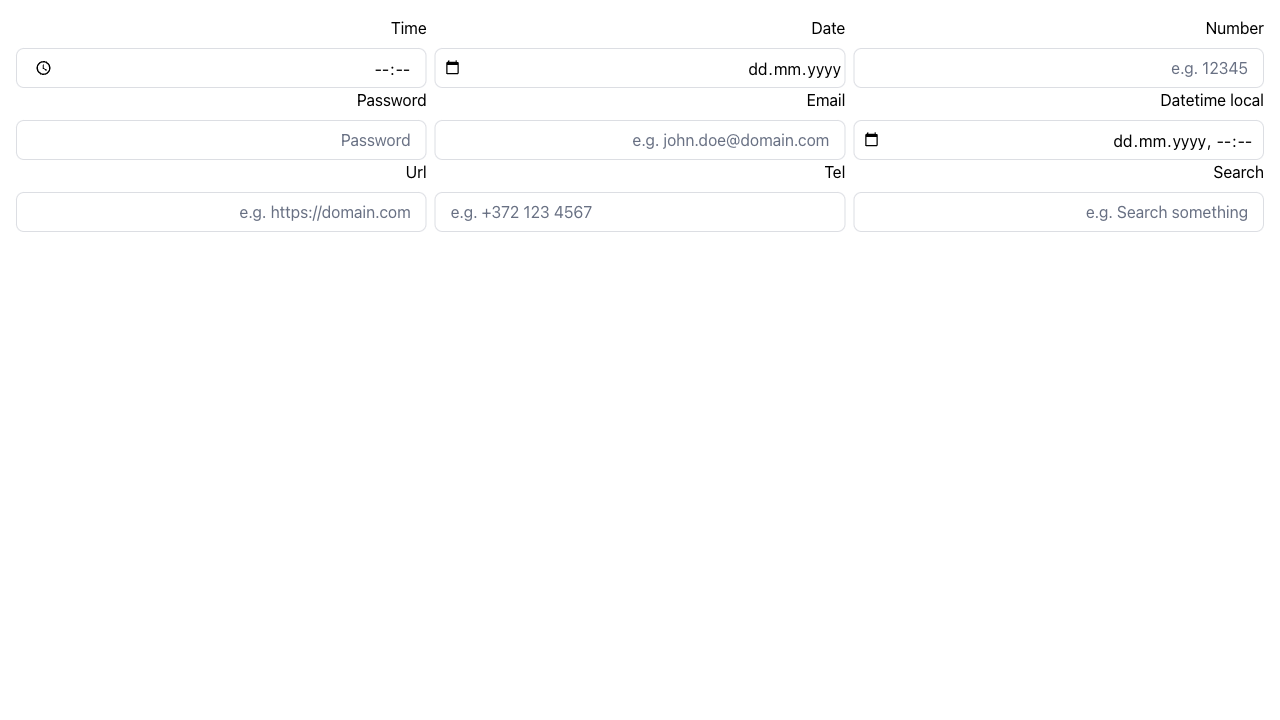 Time
--:--
Date
dd.mm.yyyy
Number
e.g. 12345
Password
Password
Email
e.g. john.doe@domain.com
Datetime local
dd.mm.yyyy, --:--
Url
e.g. https://domain.com
Tel
e.g. +372 123 4567
Search
e.g. Search something